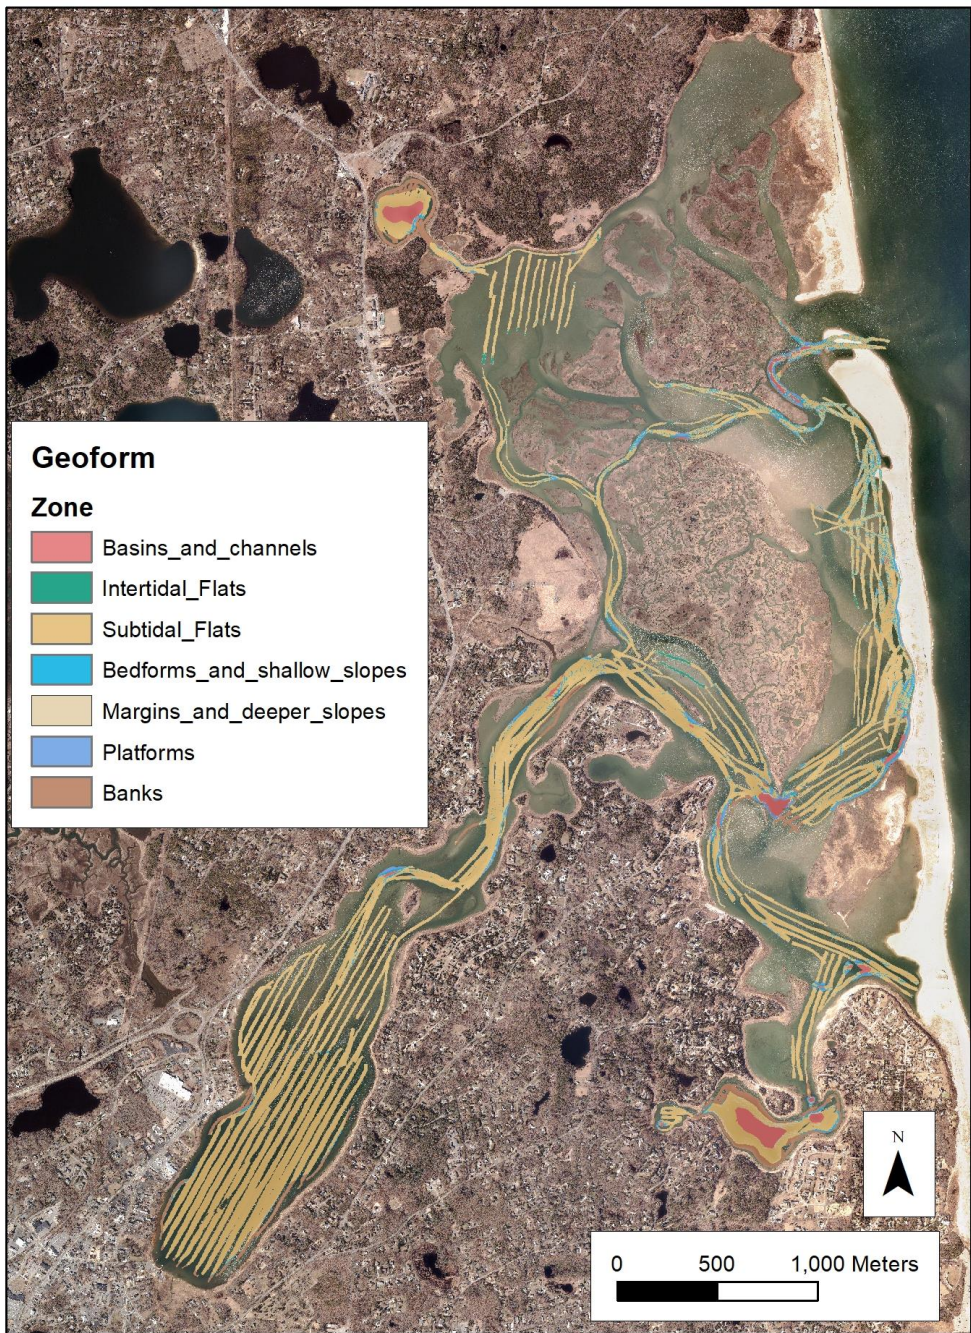 Geoform
Zone
Basins_and_channels
Intertidal_Flats
Subtidal_Flats
Bedforms_and_shallow_slopes
Margins_and_deeper_slopes
Platforms
Banks
N
0 500 1,000 Meters